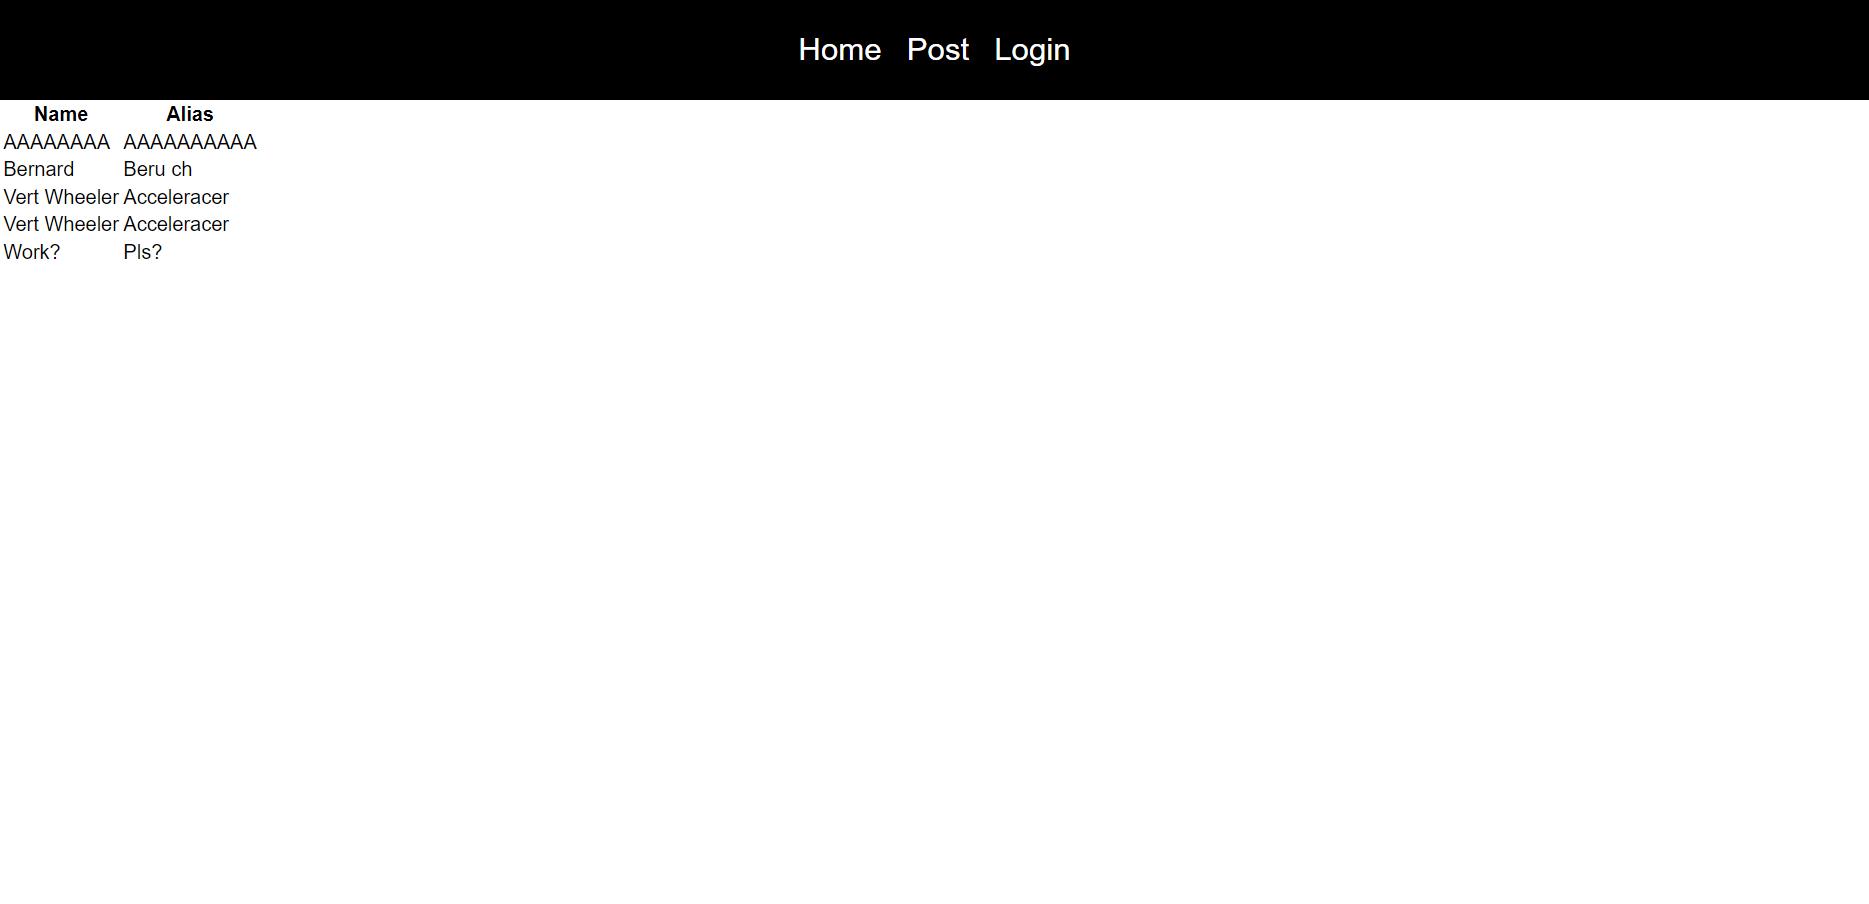 Home Post Login
Name Alias
AAAAAAAA AAAAAAAAAA
Bernard Beru ch
Vert Wheeler Acceleracer
Vert Wheeler Acceleracer
Work? Pls?